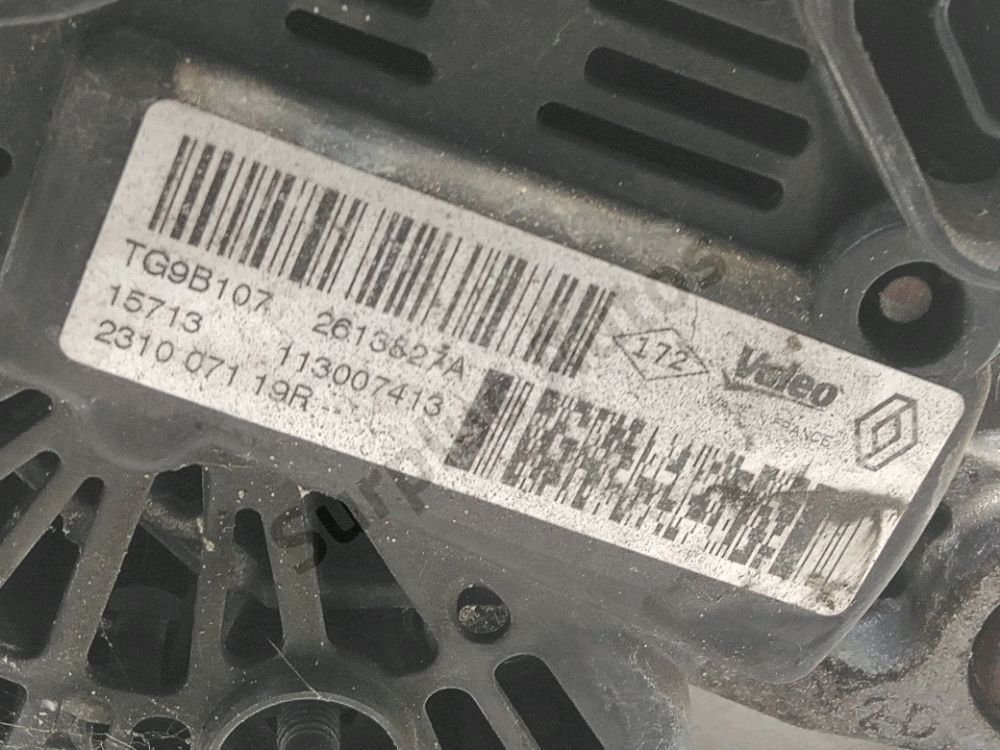 TG9B107 2613827A
15713 113007413
2310 071 19R
172
Valeo
FRANCE